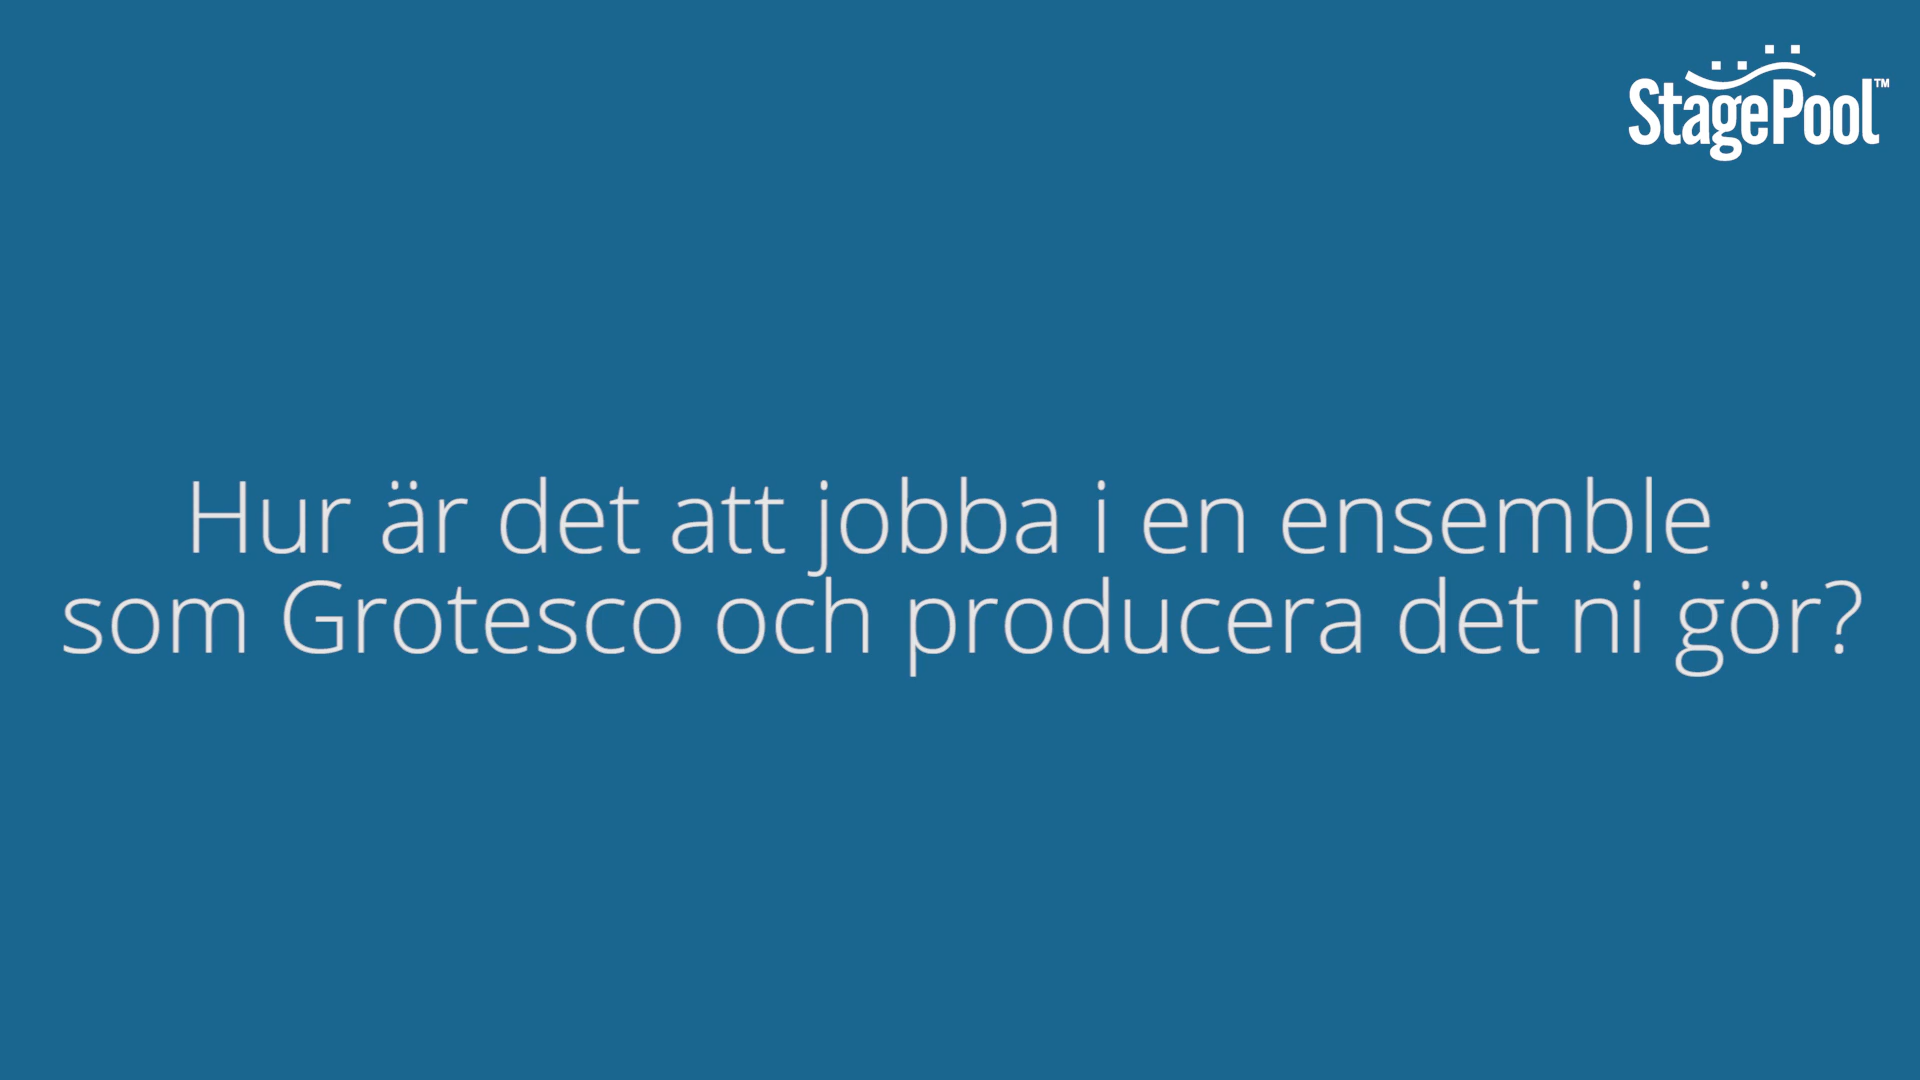 StagePool™
Hur är det att jobba i en ensemble
som Grotesco och producera det ni gör?